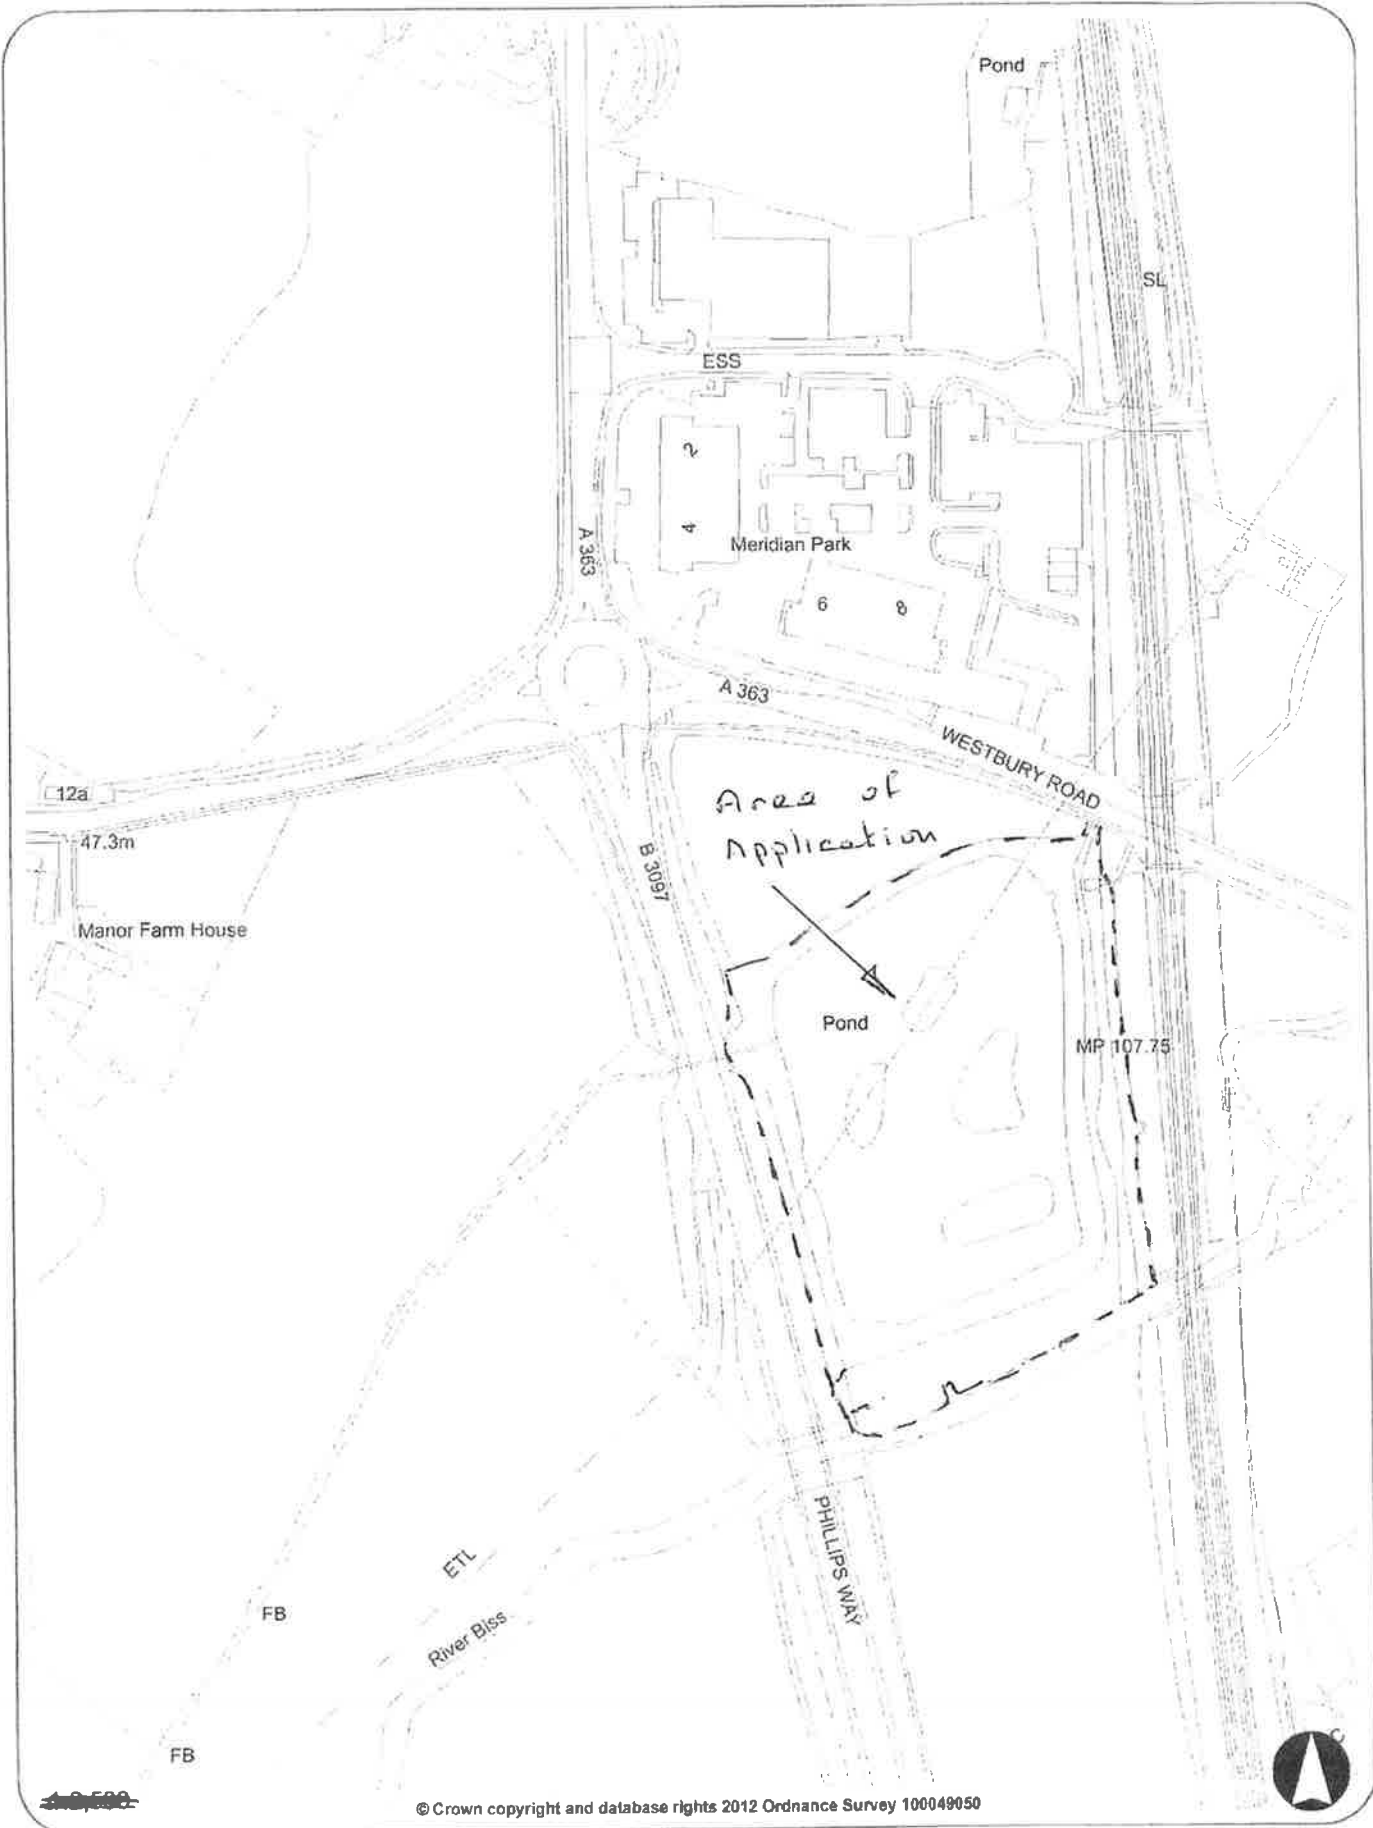 Pond
SL
ESS
2
4
A 363
Meridian Park
6
8
A 363
WESTBURY ROAD
12a
47.3m
Area of
Application
B 3097
Manor Farm House
Pond
MP 107.75
PHILLIPS WAY
ETL
FB
River Biss
FB
© Crown copyright and database rights 2012 Ordnance Survey 100049050